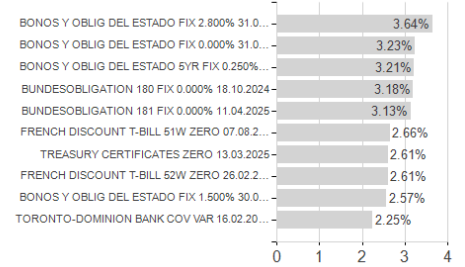 BONOS Y OBLIG DEL ESTADO FIX 2.800% 31.0... 3.64%
BONOS Y OBLIG DEL ESTADO FIX 0.000% 31.0... 3.23%
BONOS Y OBLIG DEL ESTADO 5YR FIX 0.250%... 3.21%
BUNDESOBLIGATION 180 FIX 0.000% 18.10.2024 3.18%
BUNDESOBLIGATION 181 FIX 0.000% 11.04.2025 3.13%
FRENCH DISCOUNT T-BILL 51W ZERO 07.08.2... 2.66%
TREASURY CERTIFICATES ZERO 13.03.2025 2.61%
FRENCH DISCOUNT T-BILL 52W ZERO 26.02.2... 2.61%
BONOS Y OBLIG DEL ESTADO FIX 1.500% 30.0... 2.57%
TORONTO-DOMINION BANK COV VAR 16.02.20... 2.25%
0 1 2 3 4